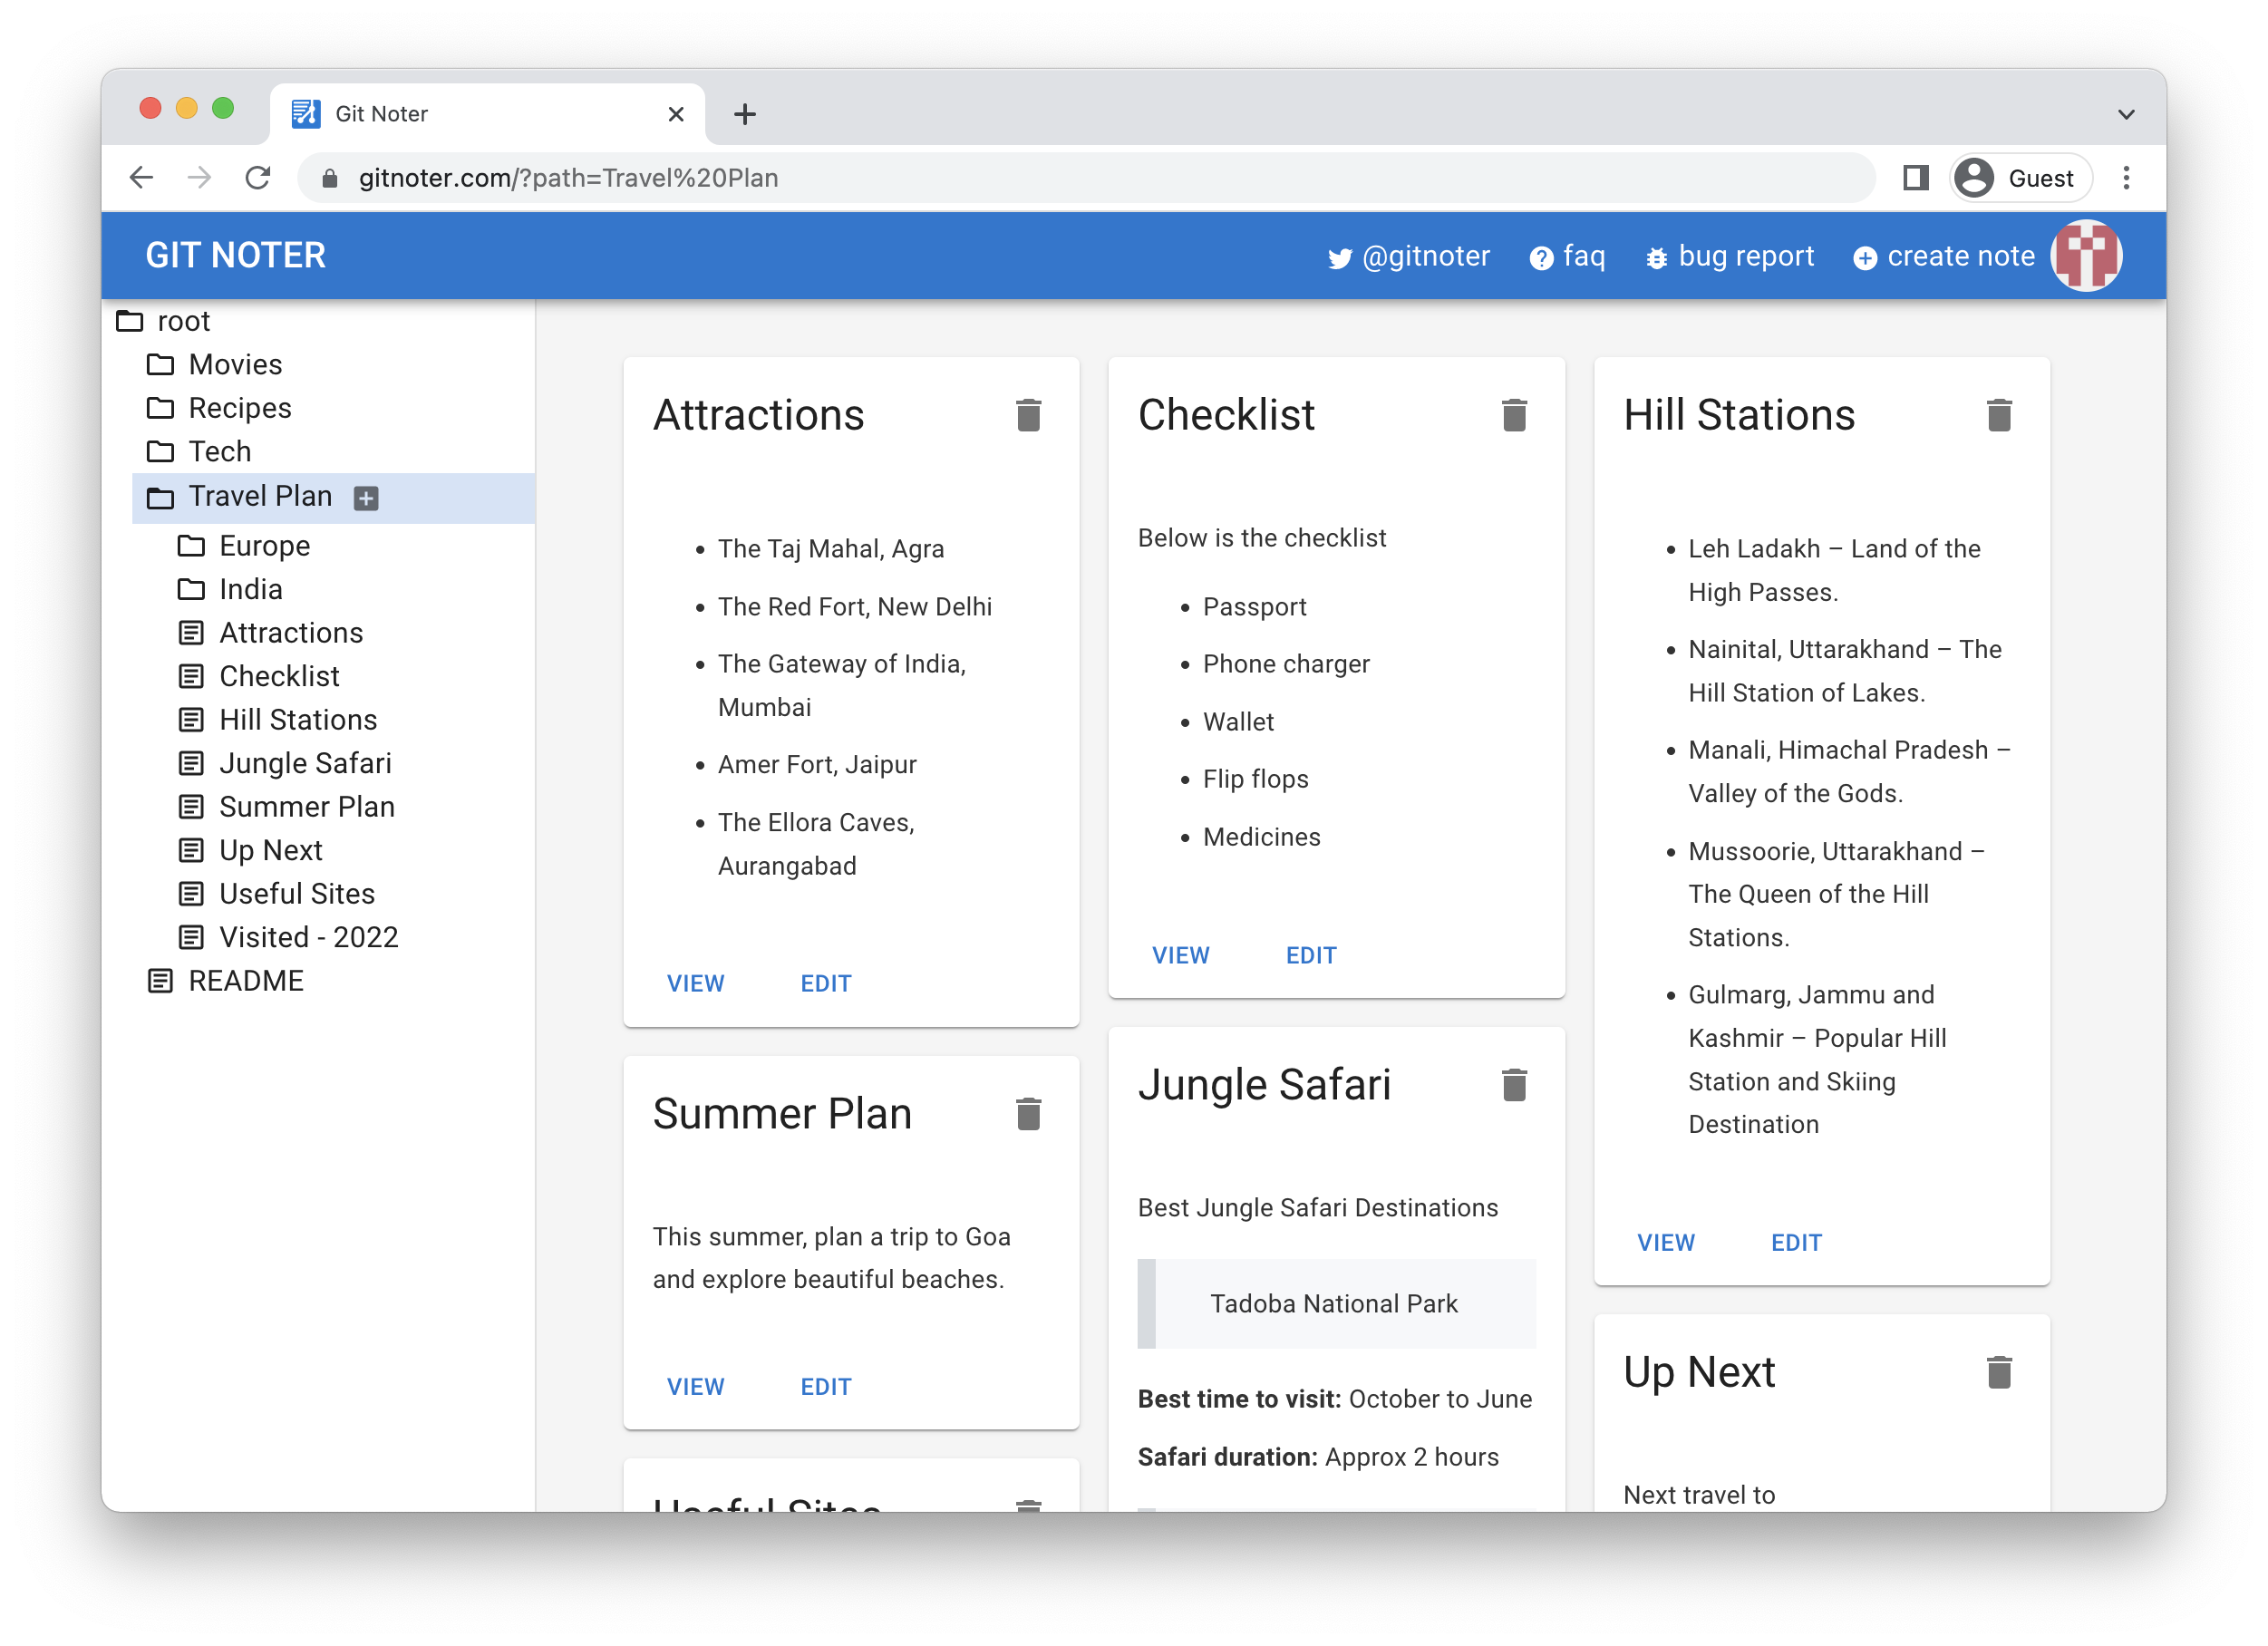 Git Noter
gitnoter.com/?path=Travel%20Plan
Guest
GIT NOTER
@gitnoter
faq
bug report
create note
root
Movies
Recipes
Tech
Travel Plan
Europe
India
Attractions
Checklist
Hill Stations
Jungle Safari
Summer Plan
Up Next
Useful Sites
Visited - 2022
README
Attractions
The Taj Mahal, Agra
The Red Fort, New Delhi
The Gateway of India,
Mumbai
Amer Fort, Jaipur
The Ellora Caves,
Aurangabad
VIEW EDIT
Summer Plan
This summer, plan a trip to Goa
and explore beautiful beaches.
VIEW EDIT
Useful Sites
Checklist
Below is the checklist
Passport
Phone charger
Wallet
Flip flops
Medicines
VIEW EDIT
Jungle Safari
Best Jungle Safari Destinations
Tadoba National Park
Best time to visit: October to June
Safari duration: Approx 2 hours
Hill Stations
Leh Ladakh – Land of the
High Passes.
Nainital, Uttarakhand – The
Hill Station of Lakes.
Manali, Himachal Pradesh –
Valley of the Gods.
Mussoorie, Uttarakhand –
The Queen of the Hill
Stations.
Gulmarg, Jammu and
Kashmir – Popular Hill
Station and Skiing
Destination
VIEW EDIT
Up Next
Next travel to